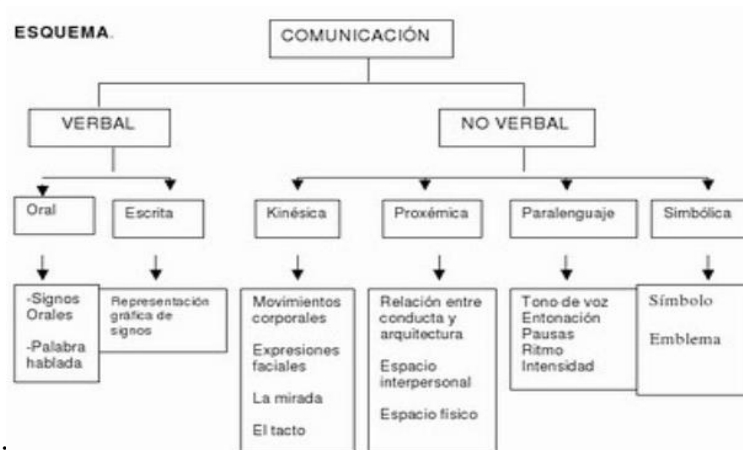 ESQUEMA.
COMUNICACIÓN
VERBAL
NO VERBAL
Oral
Escrita
Kinésica
Proxémica
Paralenguaje
Simbólica
-Signos
Orales
-Palabra
hablada
Representación
gráfica de
signos
Movimientos
corporales
Expresiones
faciales
La mirada
El tacto
Relación entre
conducta y
arquitectura
Espacio
interpersonal
Espacio físico
Tono de voz
Entonación
Pausas
Ritmo
Intensidad
Símbolo
Emblema